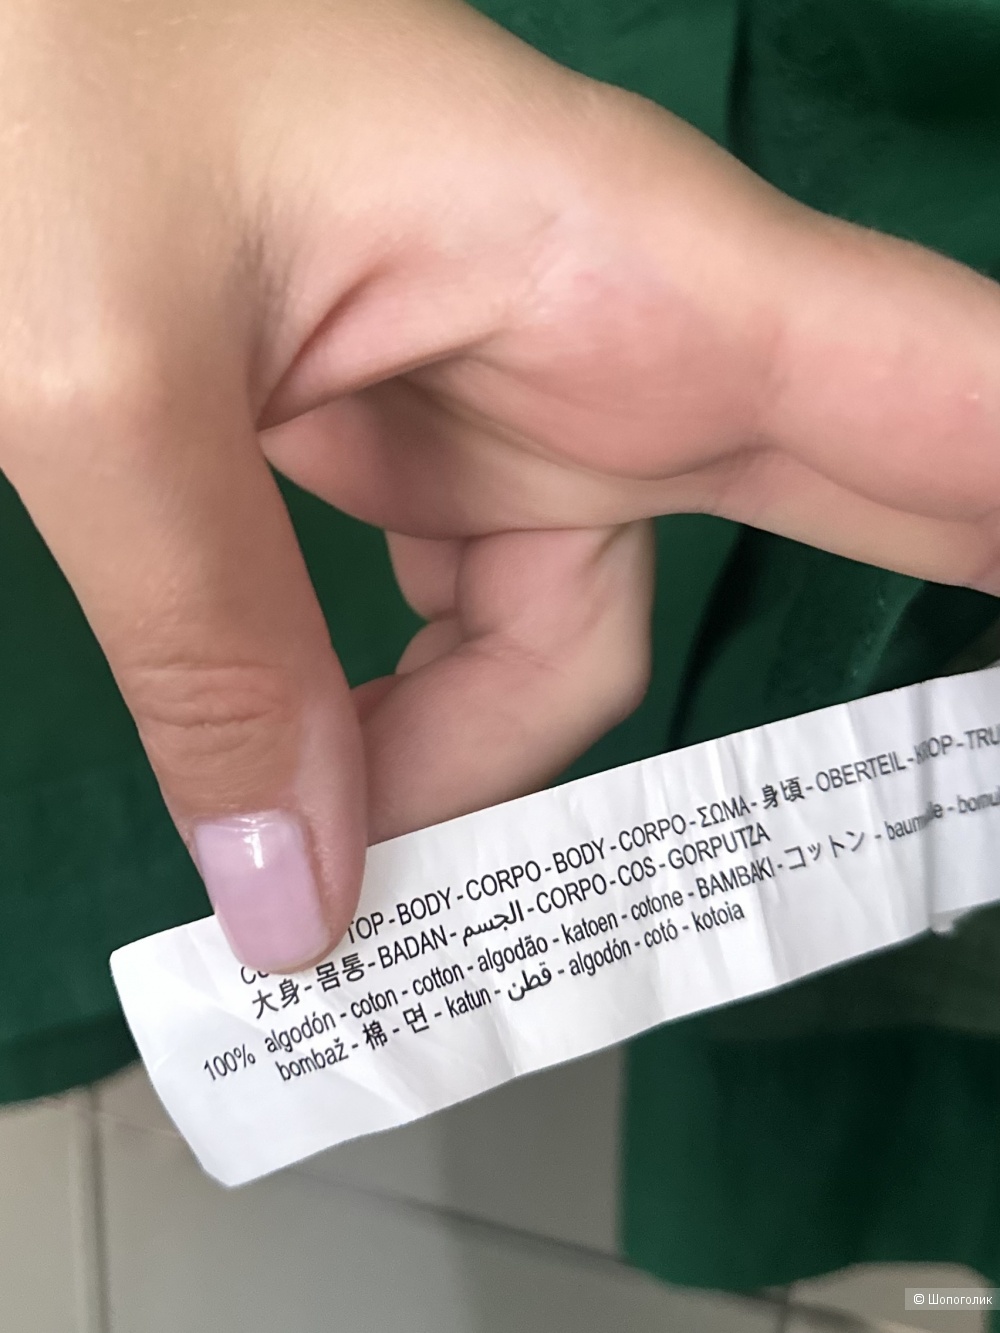 TOP - BODY - CORPO - BODY - CORPO - ΣΩΜΑ - 身頃 - OBERTEIL - KROP -
大身 - 몸통 - BADAN - الجسم - CORPO - COS - GORPUTZA
100% algodón - coton - cotton - algodão - katoen - cotone - BAMBAKI - コットン - baumwolle -
bombaž - 棉 - 면 - katun - قطن - algodón - cotó - kotoia
© Шопоголик